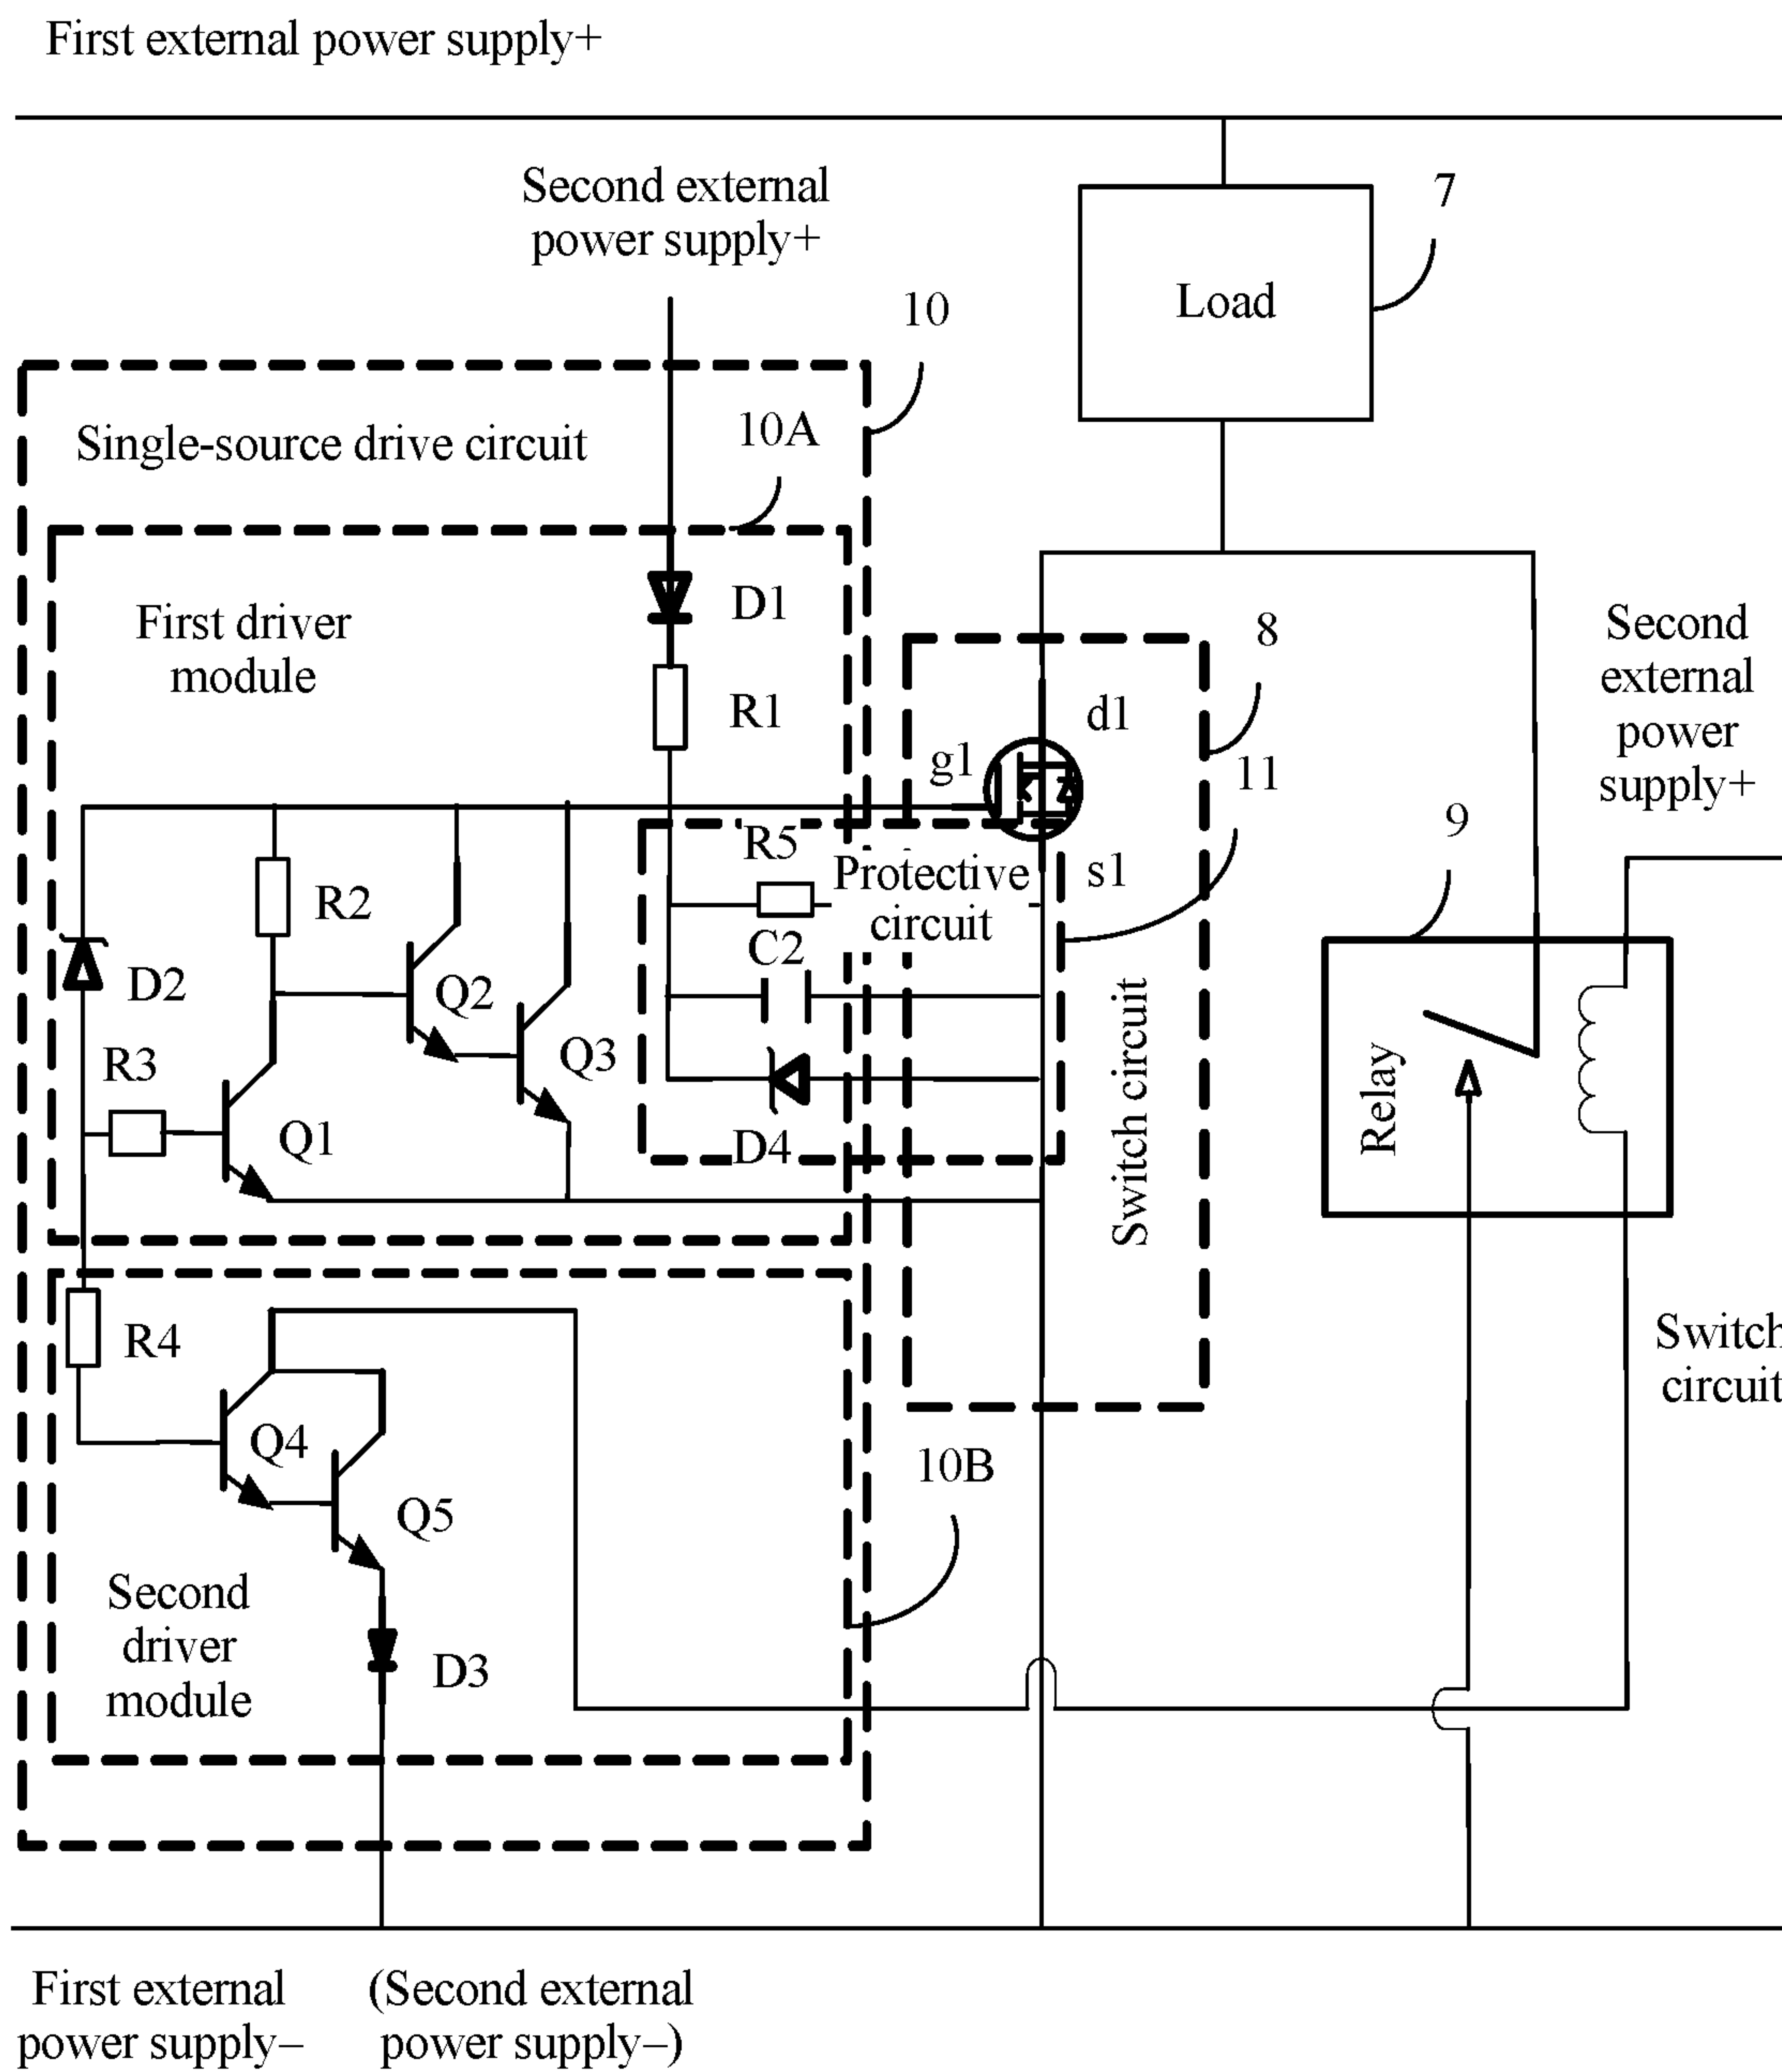 First external power supply+
Second external
power supply+
7
Load
10
10A
Single-source drive circuit
First driver
module
D1
R1
8
Second
external
power
supply+
d1
g1
11
9
R5
Protective
circuit
s1
R2
C2
D2
Q2
R3
Q3
Q1
D4
Switch circuit
Relay
R4
Switch
circuit
Q4
10B
Q5
Second
driver
module
D3
First external
power supply–
(Second external
power supply–)